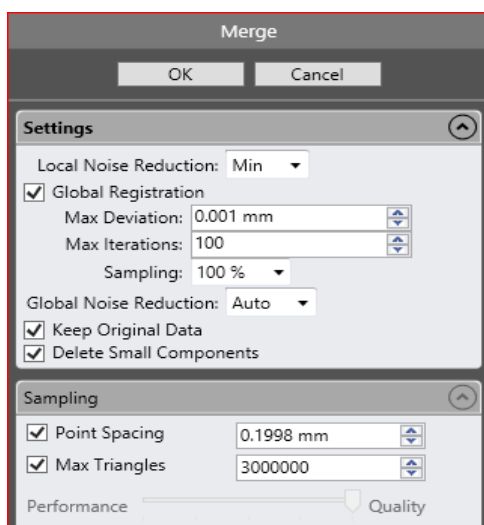 Merge
OK Cancel
Settings
Local Noise Reduction: Min
Global Registration
Max Deviation: 0.001 mm
Max Iterations: 100
Sampling: 100 %
Global Noise Reduction: Auto
Keep Original Data
Delete Small Components
Sampling
Point Spacing 0.1998 mm
Max Triangles 3000000
Performance Quality